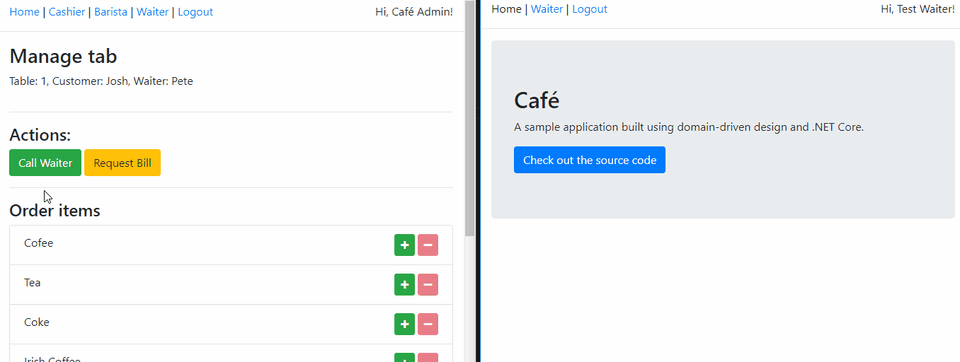 Home | Cashier | Barista | Waiter | Logout
Hi, Café Admin!
Manage tab
Table: 1, Customer: Josh, Waiter: Pete
Actions:
Call Waiter
Request Bill
Order items
Cofee
Tea
Coke
Irish Coffee
Home | Waiter | Logout
Hi, Test Waiter!
Café
A sample application built using domain-driven design and .NET Core.
Check out the source code